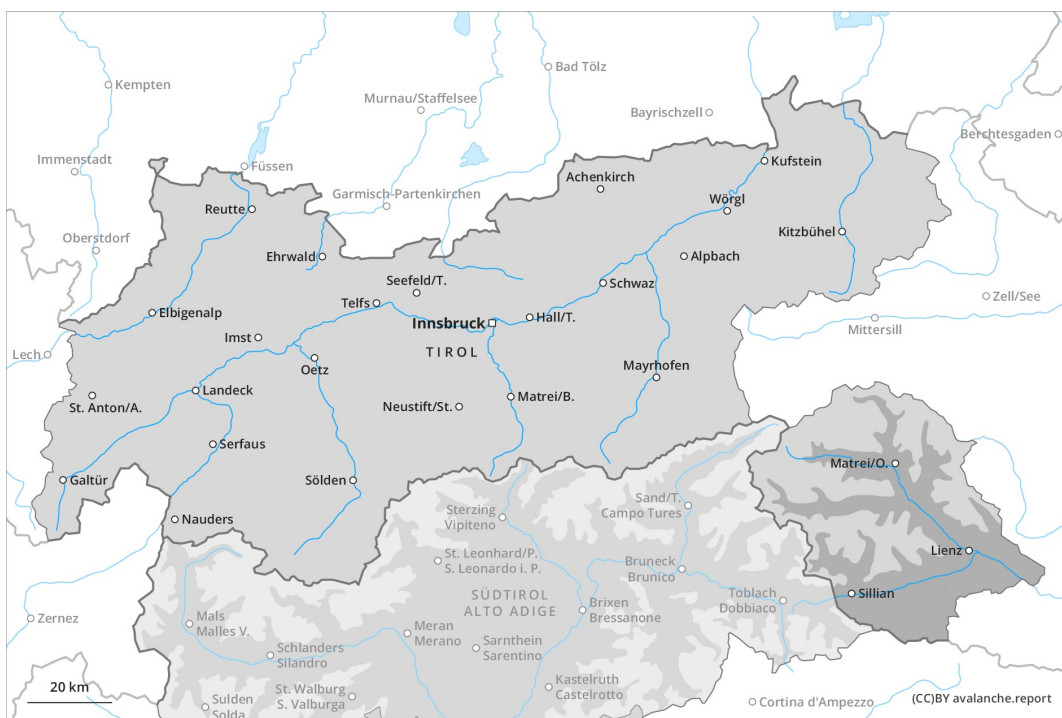 Kempten
Bad Tölz
Murnau/Staffelsee
Bayrischzell
Berchtesgaden
Immenstadt
Füssen
Kufstein
Achenkirch
Garmisch-Partenkirchen
Reutte
Wörgl
Oberstdorf
Kitzbühel
Ehrwald
Alpbach
Seefeld/T.
Schwaz
Zell/See
Telfs
Elbigenalp
Innsbruck
Hall/T.
Mittersill
Imst
TIROL
Lech
Oetz
Mayrhofen
Landeck
St. Anton/A.
Neustift/St.
Matrei/B.
Serfaus
Matrei/O.
Galtür
Sölden
Sand/T.
Campo Tures
Sterzing
Vipiteno
Nauders
St. Leonhard/P.
S. Leonardo i. P.
Lienz
Bruneck
Brunico
SÜDTIROL
ALTO ADIGE
Toblach
Dobbiaco
Sillian
Brixen
Bressanone
Zernez
Mals
Malles V.
Meran
Merano
Sarnthein
Sarentino
Schlanders
Silandro
Kastelruth
Castelrotto
20 km
St. Walburg
S. Valburga
Sulden
Solda
Cortina d'Ampezzo
(CC)BY avalanche.report